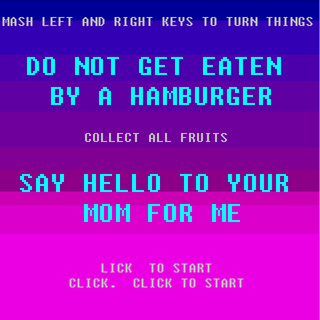 MASH LEFT AND RIGHT KEYS TO TURN THINGS
DO NOT GET EATEN
BY A HAMBURGER
COLLECT ALL FRUITS
SAY HELLO TO YOUR
MOM FOR ME
LICK TO START
CLICK. CLICK TO START